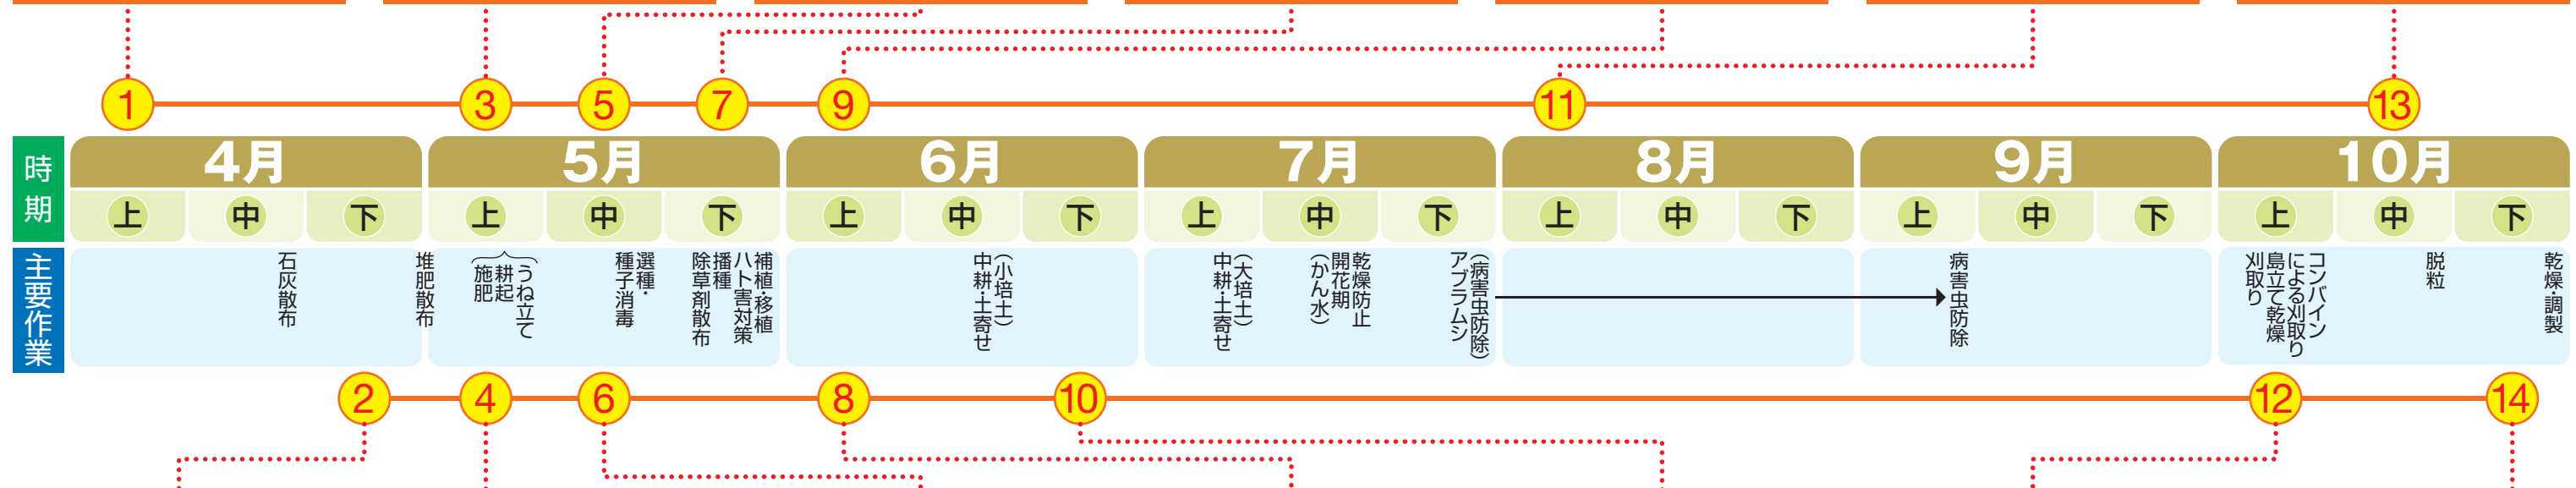 1 3 5 7 9 11 13
時期
4月 5月 6月 7月 8月 9月 10月
上 中 下 上 中 下 上 中 下 上 中 下 上 中 下 上 中 下 上 中 下
主要作業
石灰散布
堆肥散布
施肥
耕起
うね立て
選種・
種子消毒
補植・移植
ハト害対策
播種
除草剤散布
（小培土）
中耕・土寄せ
（大培土）
中耕・土寄せ
乾燥防止
開花期
（かん水）
（病害虫防除）
アブラムシ
病害虫防除
コンバイン
による刈取り
島立て乾燥
刈取り
脱粒
乾燥・調製
2 4 6 8 10 12 14